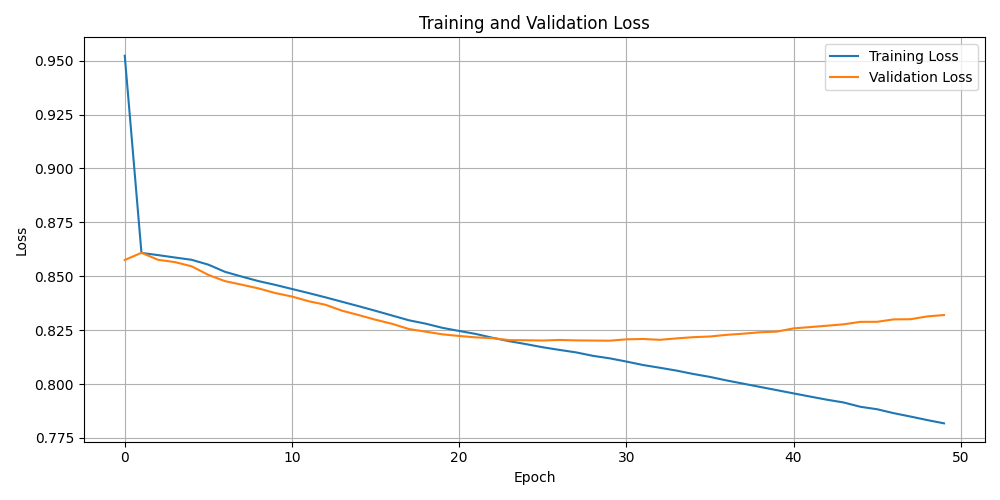 Training and Validation Loss
Training Loss
Validation Loss
Loss
0.950
0.925
0.900
0.875
0.850
0.825
0.800
0.775
0 10 20 30 40 50
Epoch